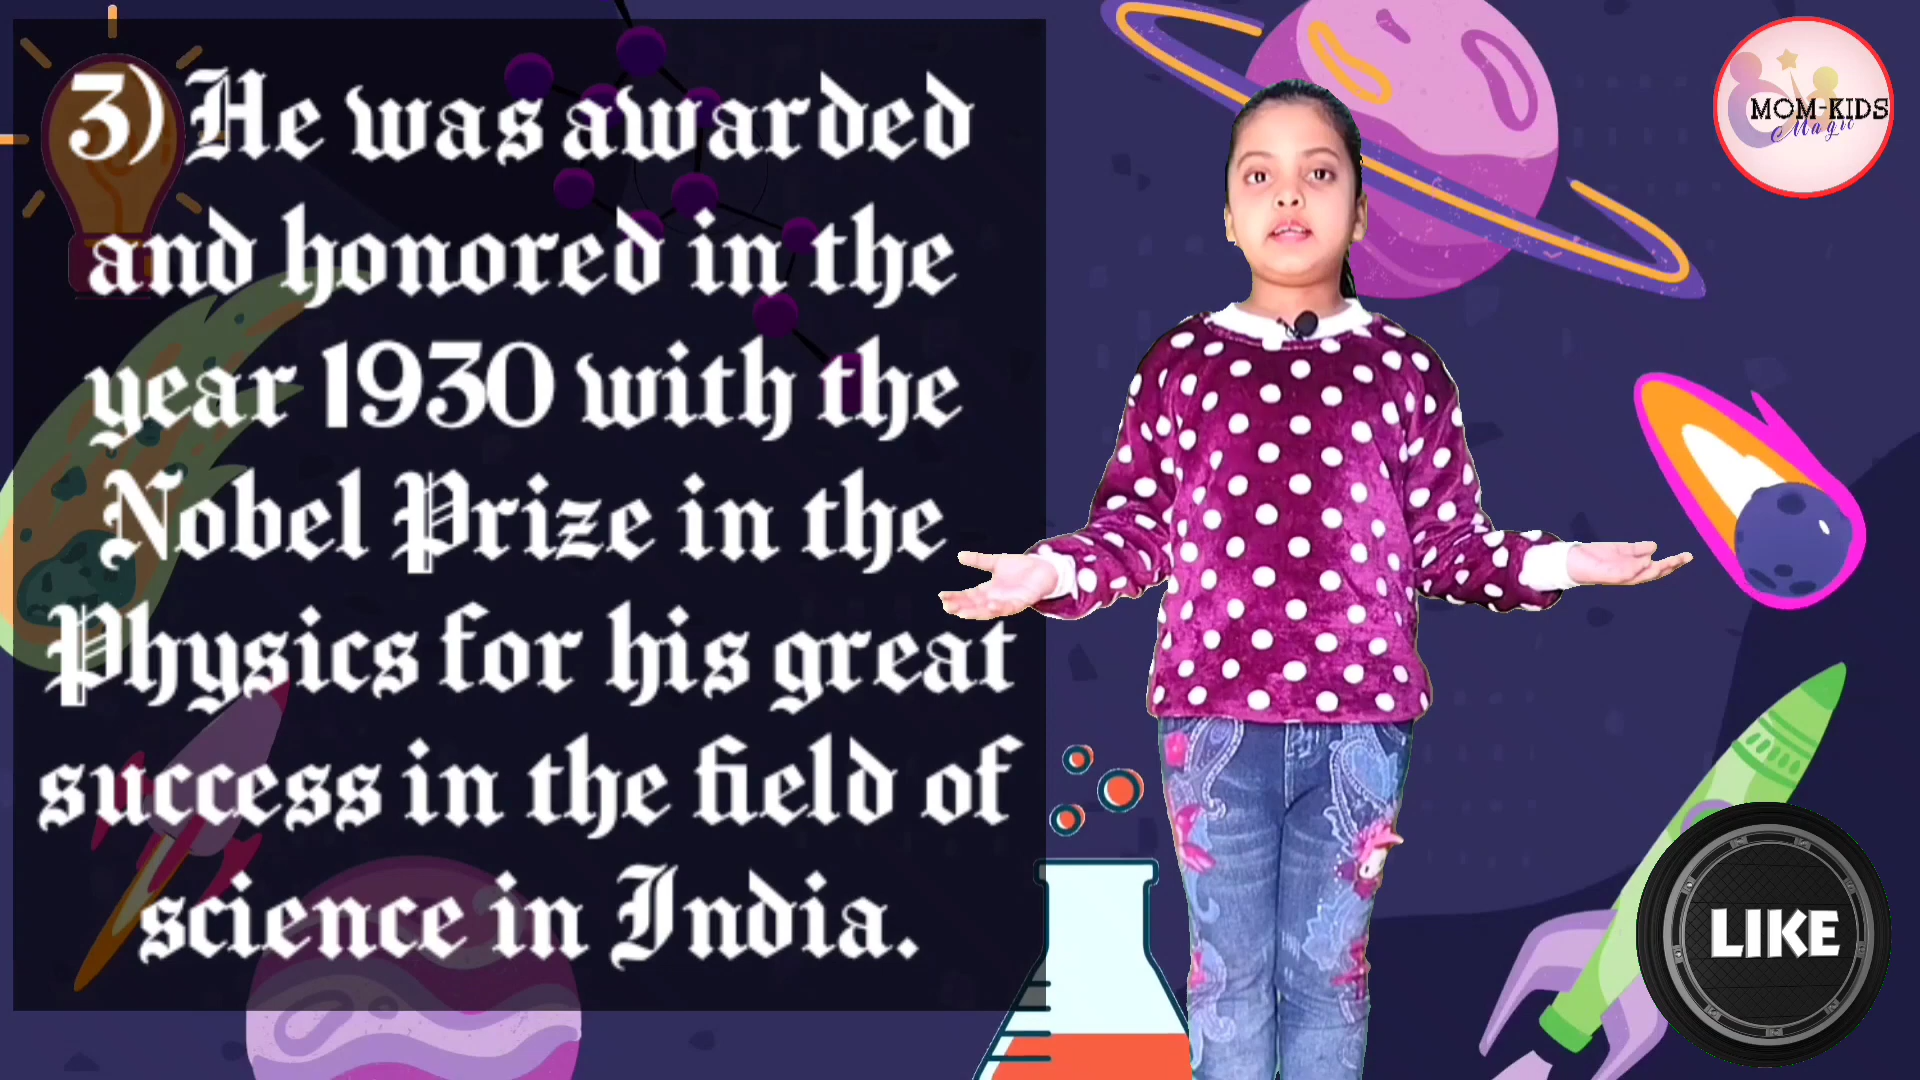 3) He was awarded
and honored in the
year 1930 with the
Nobel Prize in the
Physics for his great
success in the field of
science in India.
MOM-KIDS
Magic
LIKE